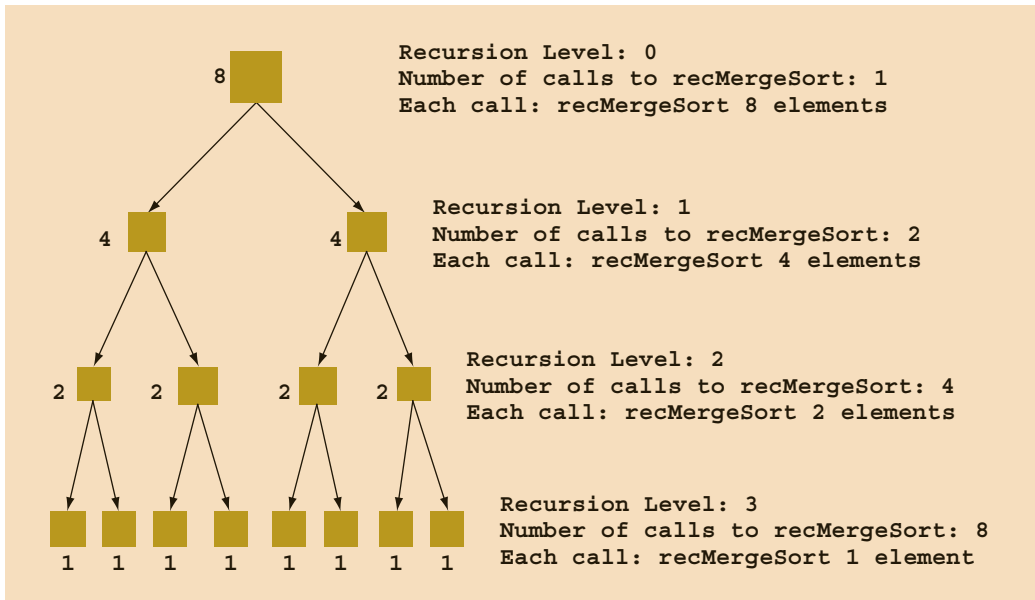 8
Recursion Level: 0
Number of calls to recMergeSort: 1
Each call: recMergeSort 8 elements
4 4
Recursion Level: 1
Number of calls to recMergeSort: 2
Each call: recMergeSort 4 elements
2 2 2 2
Recursion Level: 2
Number of calls to recMergeSort: 4
Each call: recMergeSort 2 elements
Recursion Level: 3
Number of calls to recMergeSort: 8
Each call: recMergeSort 1 element
1 1 1 1 1 1 1 1